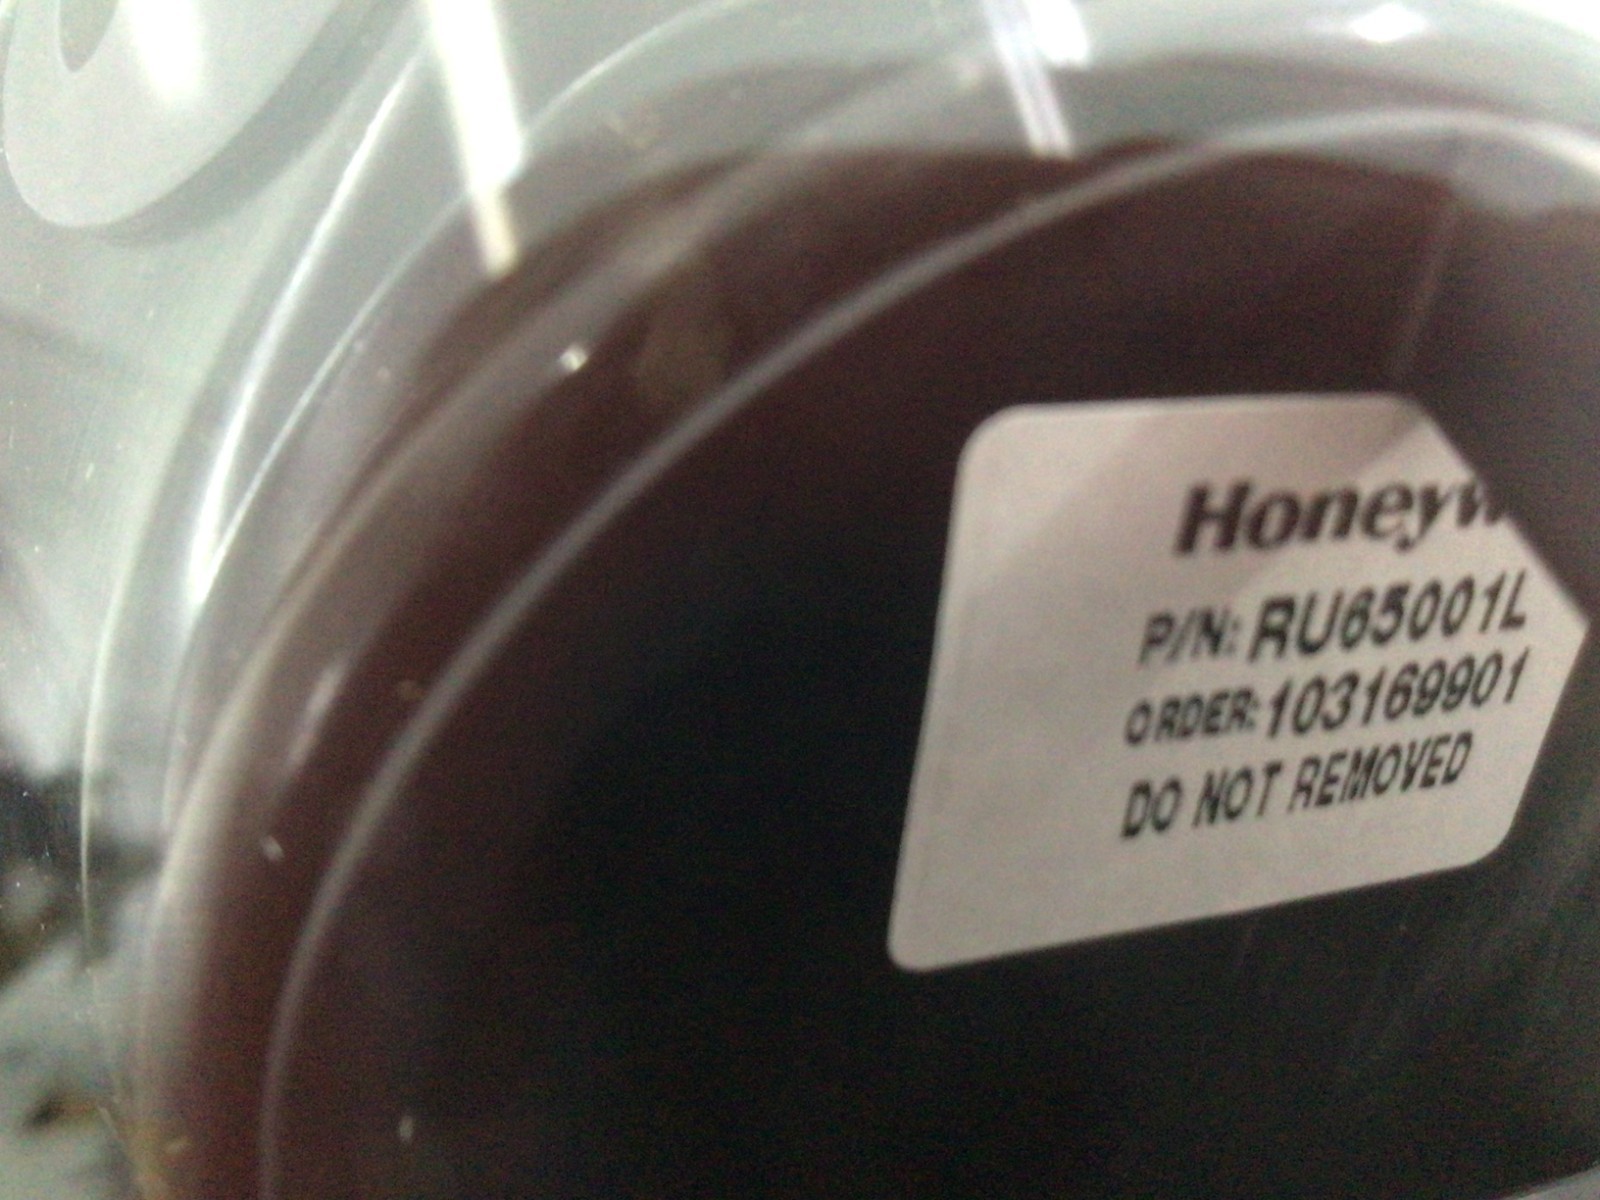 Honeyw
P/N: RU65001L
ORDER: 103169901
DO NOT REMOVED